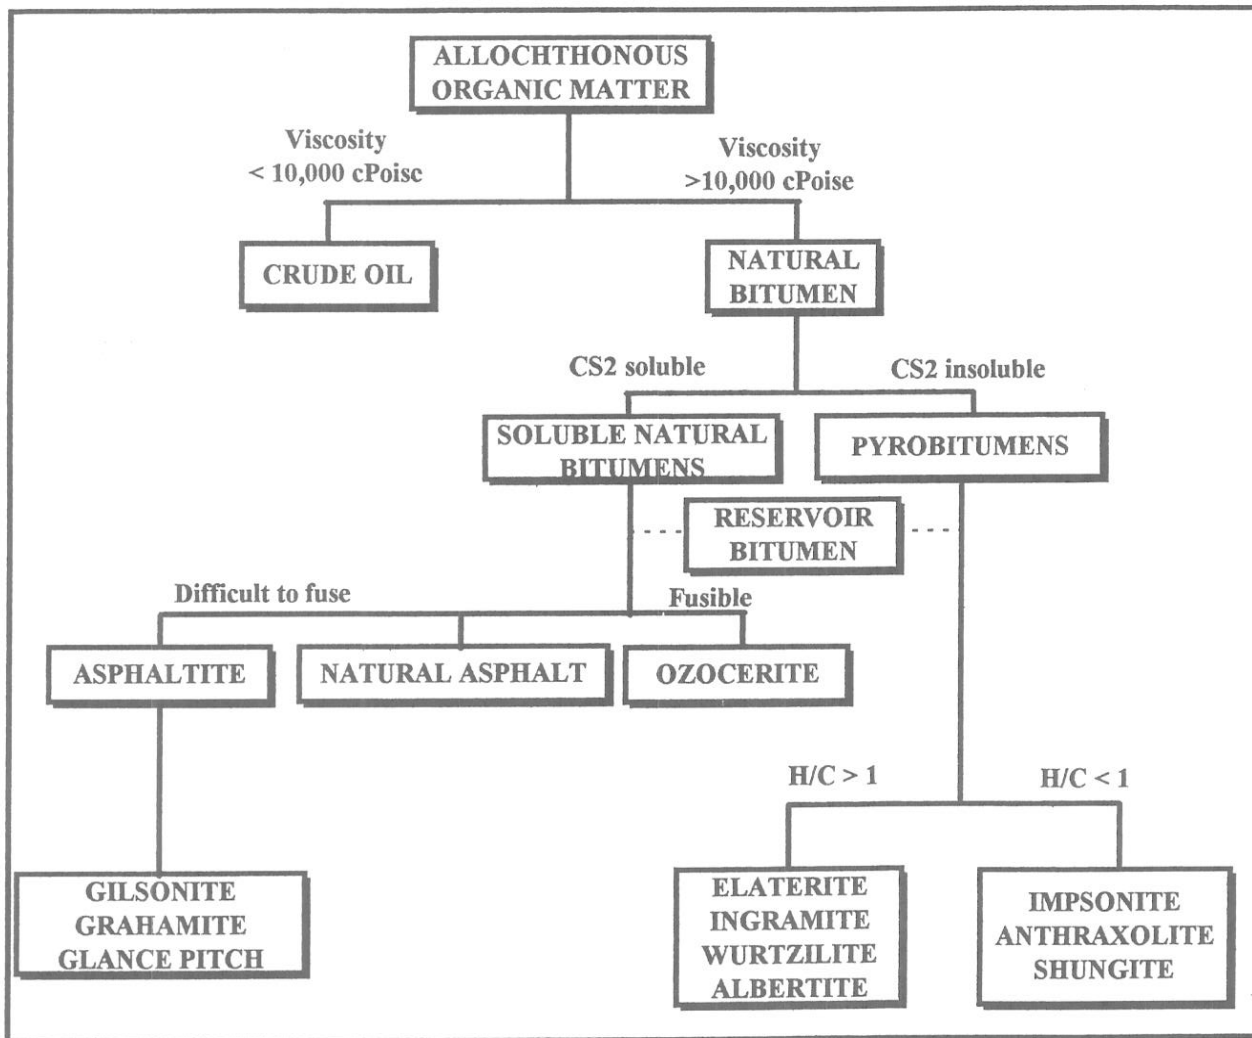 ALLOCHTHONOUS
ORGANIC MATTER
Viscosity
< 10,000 cPoise
Viscosity
>10,000 cPoise
CRUDE OIL
NATURAL
BITUMEN
CS2 soluble
CS2 insoluble
SOLUBLE NATURAL
BITUMENS
PYROBITUMENS
RESERVOIR
BITUMEN
Difficult to fuse
Fusible
ASPHALTITE
NATURAL ASPHALT
OZOCERITE
H/C > 1
H/C < 1
GILSONITE
GRAHAMITE
GLANCE PITCH
ELATERITE
INGRAMITE
WURTZILITE
ALBERTITE
IMPSONITE
ANTHRAXOLITE
SHUNGITE